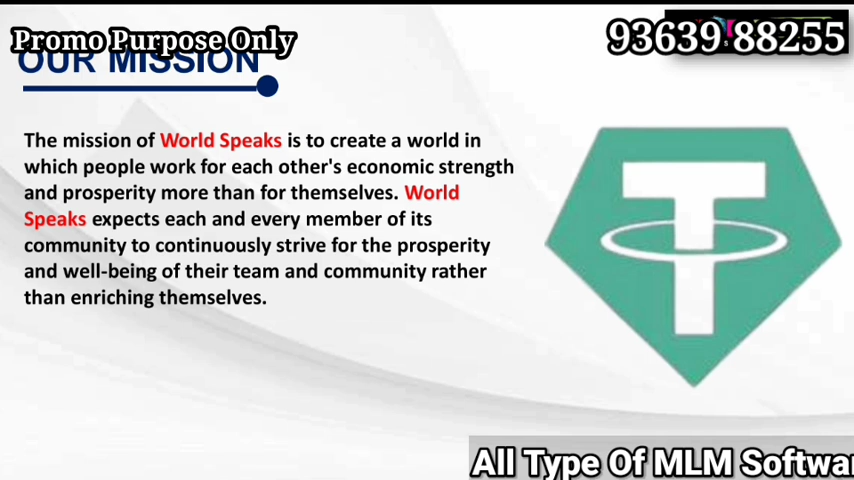 Promo Purpose Only
93639 88255
OUR MISSION
The mission of World Speaks is to create a world in
which people work for each other's economic strength
and prosperity more than for themselves. World
Speaks expects each and every member of its
community to continuously strive for the prosperity
and well-being of their team and community rather
than enriching themselves.
All Type Of MLM Softwar